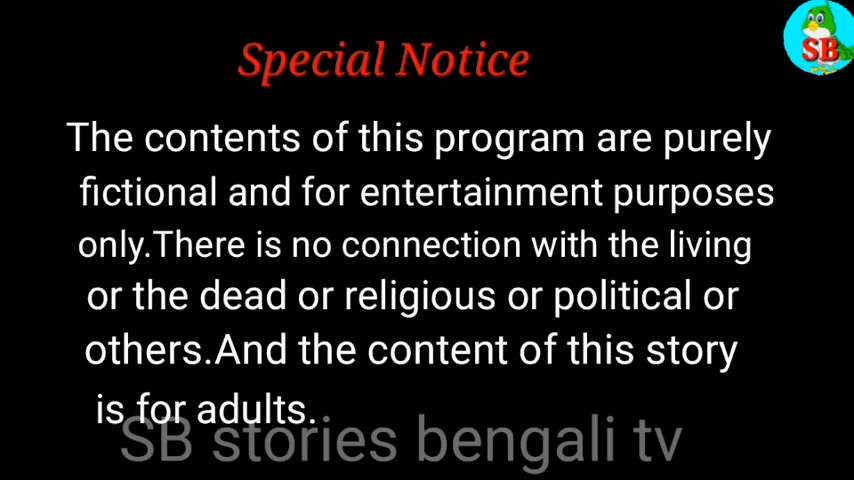 Special Notice
SB
The contents of this program are purely
fictional and for entertainment purposes
only.There is no connection with the living
or the dead or religious or political or
others.And the content of this story
is for adults.
SB stories bengali tv